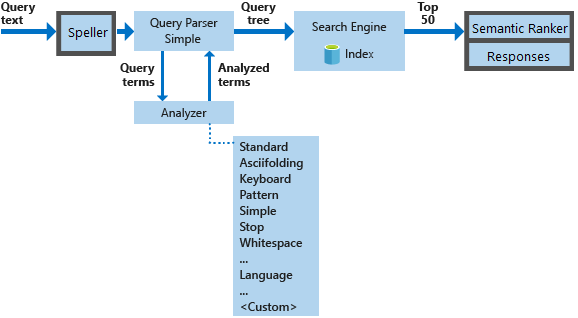 Query
text
Speller
Query Parser
Simple
Query
tree
Search Engine
Index
Top
50
Semantic Ranker
Responses
Query
terms
Analyzed
terms
Analyzer
Standard
Asciifolding
Keyboard
Pattern
Simple
Stop
Whitespace
...
Language
...
<Custom>